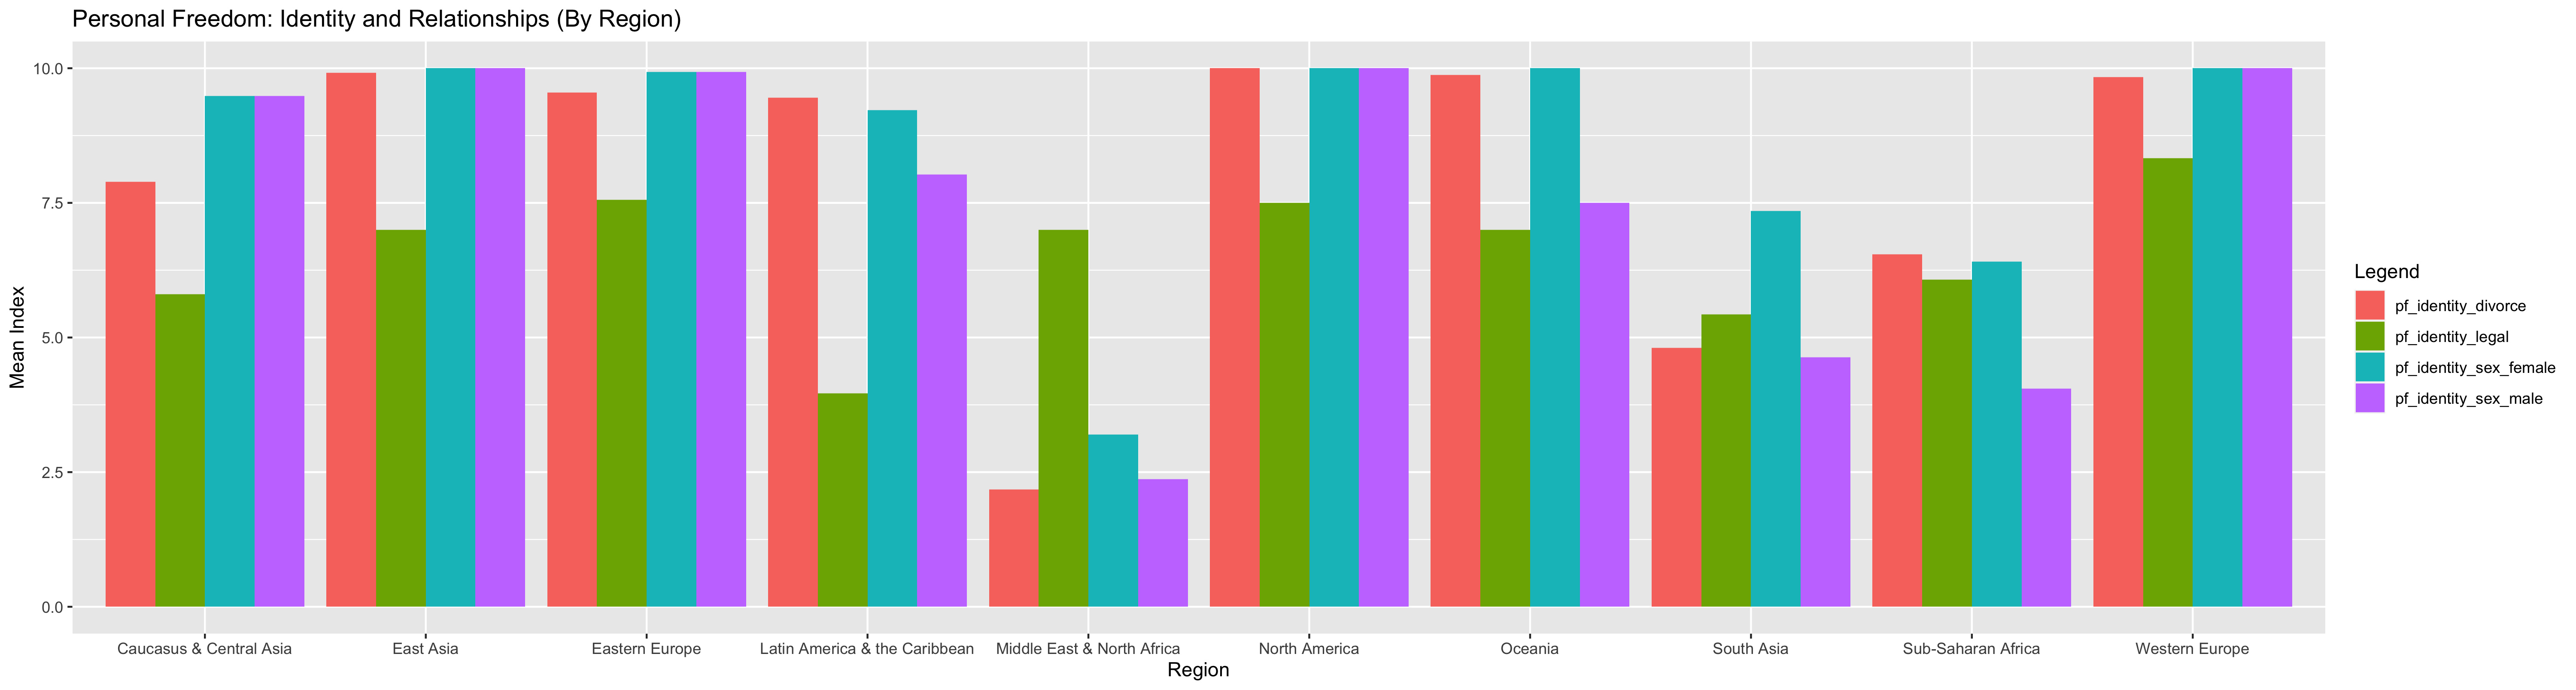 Personal Freedom: Identity and Relationships (By Region)
Mean Index
10.0
7.5
5.0
2.5
0.0
Caucasus & Central Asia East Asia Eastern Europe Latin America & the Caribbean Middle East & North Africa North America Oceania South Asia Sub-Saharan Africa Western Europe
Region
Legend
pf_identity_divorce
pf_identity_legal
pf_identity_sex_female
pf_identity_sex_male